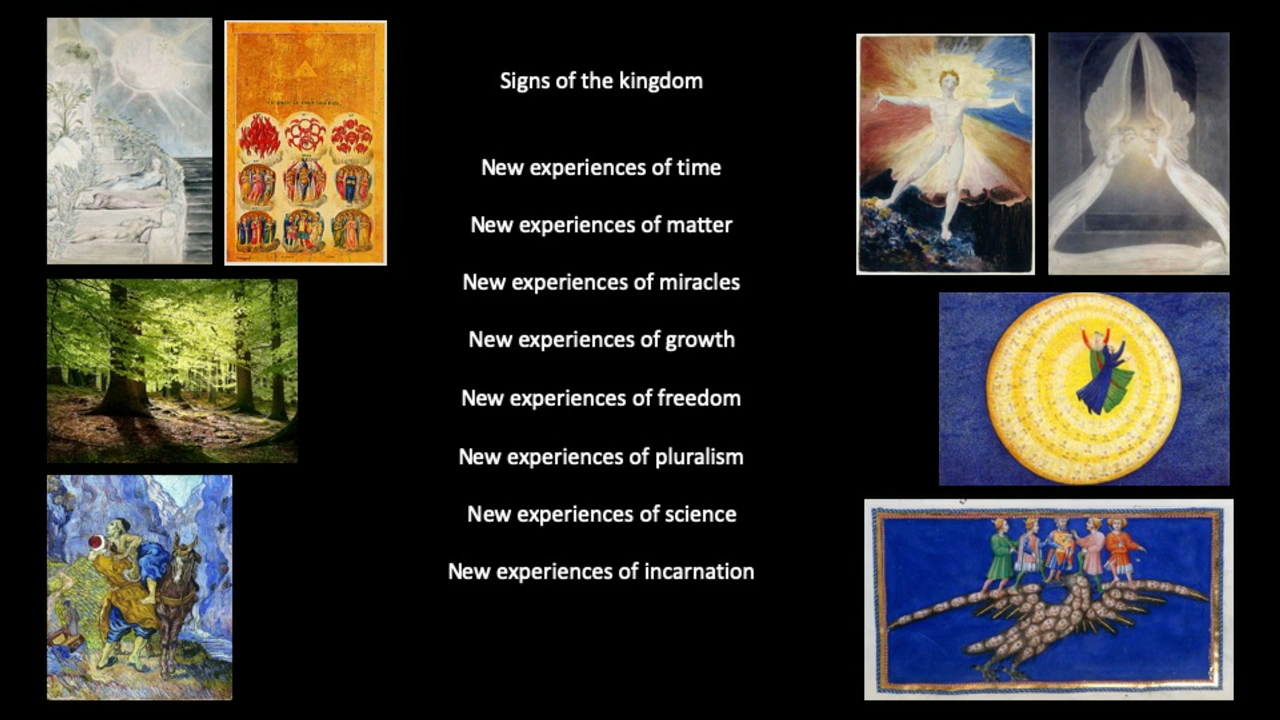 Signs of the kingdom
New experiences of time
New experiences of matter
New experiences of miracles
New experiences of growth
New experiences of freedom
New experiences of pluralism
New experiences of science
New experiences of incarnation